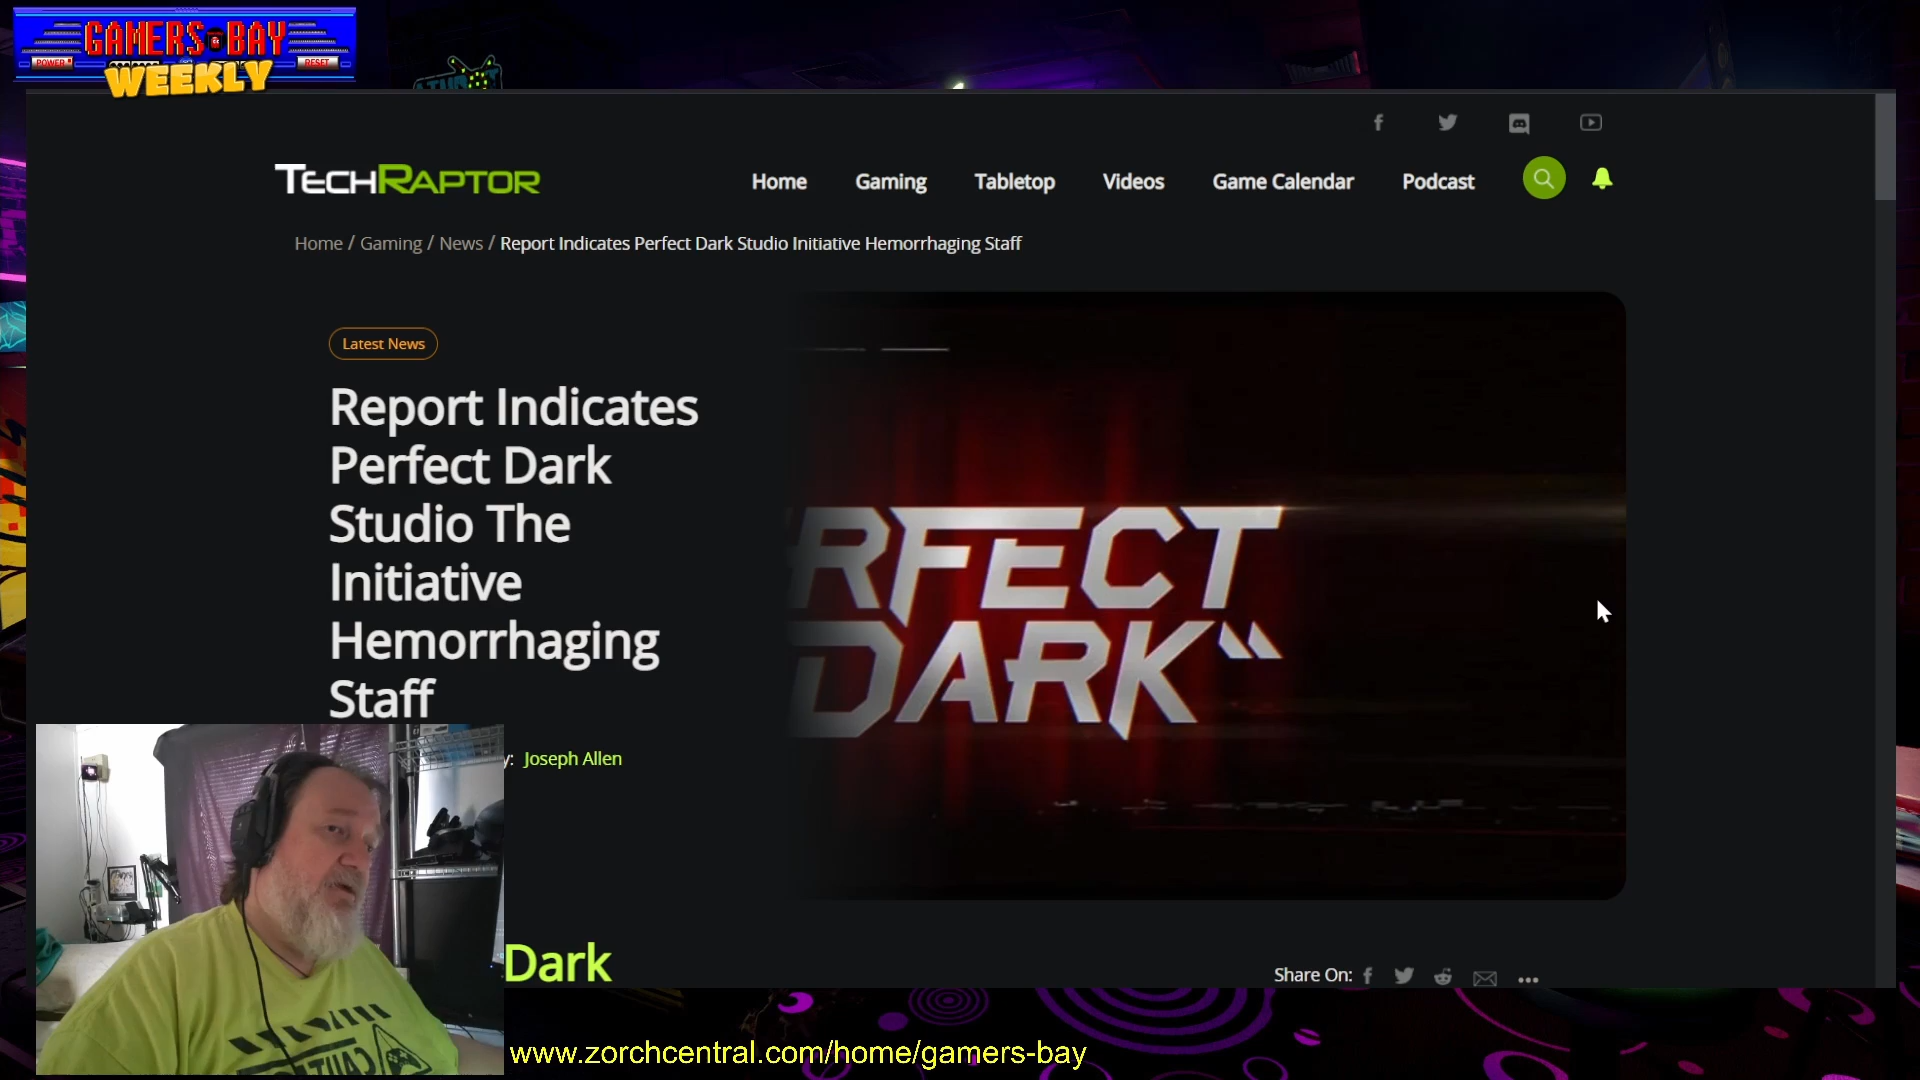 GAMERS BAY
POWER
RESET
WEEKLY
TECHRAPTOR
Home
Gaming
Tabletop
Videos
Game Calendar
Podcast
Home / Gaming / News / Report Indicates Perfect Dark Studio Initiative Hemorrhaging Staff
Latest News
Report Indicates
Perfect Dark
Studio The
Initiative
Hemorrhaging
Staff
y: Joseph Allen
RFECT
DARK
Dark
Share On:
CAUTI
www.zorchcentral.com/home/gamers-bay